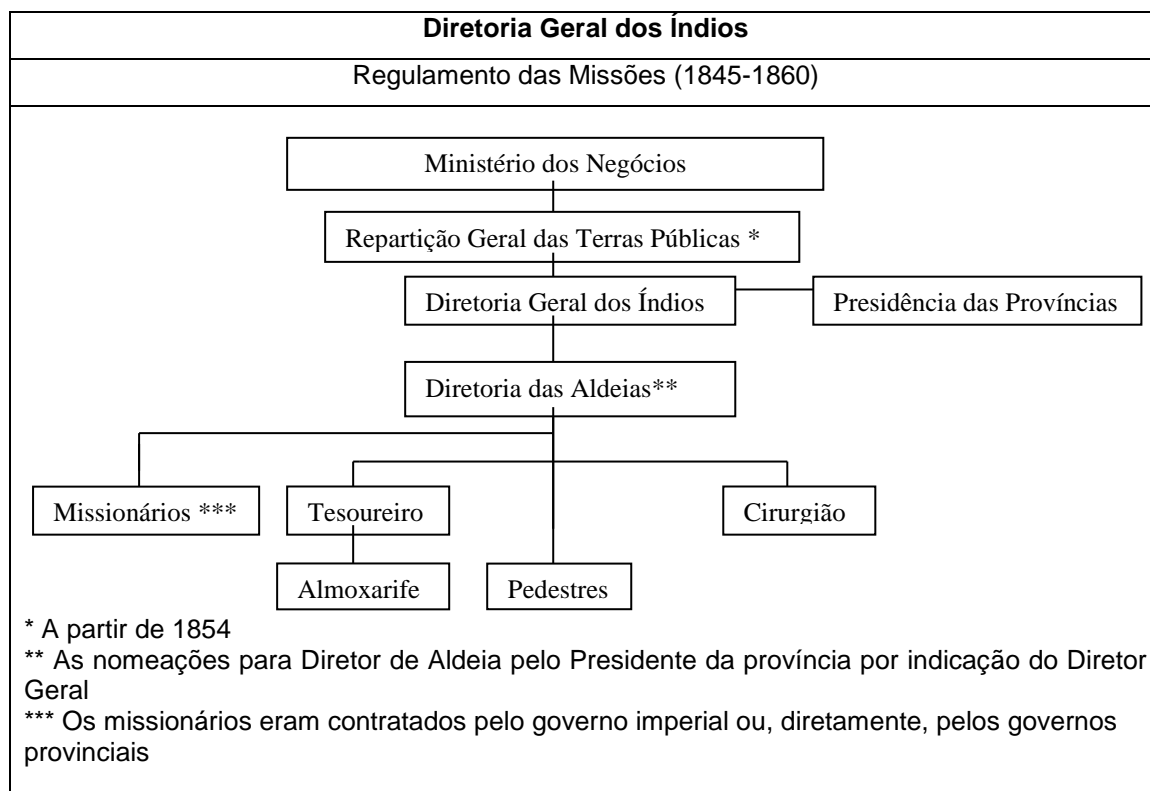 Diretoria Geral dos Índios
Regulamento das Missões (1845-1860)
Ministério dos Negócios
Repartição Geral das Terras Públicas *
Diretoria Geral dos Índios
Presidência das Províncias
Diretoria das Aldeias**
Missionários ***
Tesoureiro
Cirurgião
Almoxarife
Pedestres
* A partir de 1854
** As nomeações para Diretor de Aldeia pelo Presidente da província por indicação do Diretor
Geral
*** Os missionários eram contratados pelo governo imperial ou, diretamente, pelos governos
provinciais